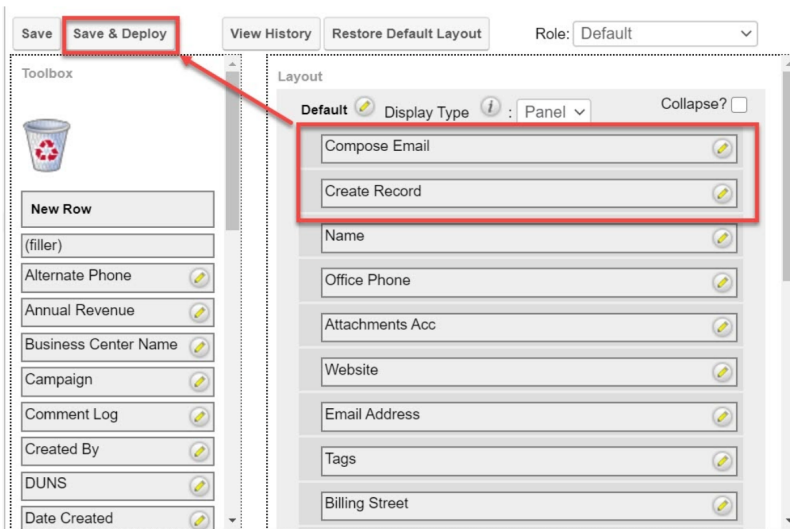 Save Save & Deploy View History Restore Default Layout Role: Default
Toolbox
New Row
(filler)
Alternate Phone
Annual Revenue
Business Center Name
Campaign
Comment Log
Created By
DUNS
Date Created
Layout
Default Display Type i : Panel Collapse?
Compose Email
Create Record
Name
Office Phone
Attachments Acc
Website
Email Address
Tags
Billing Street